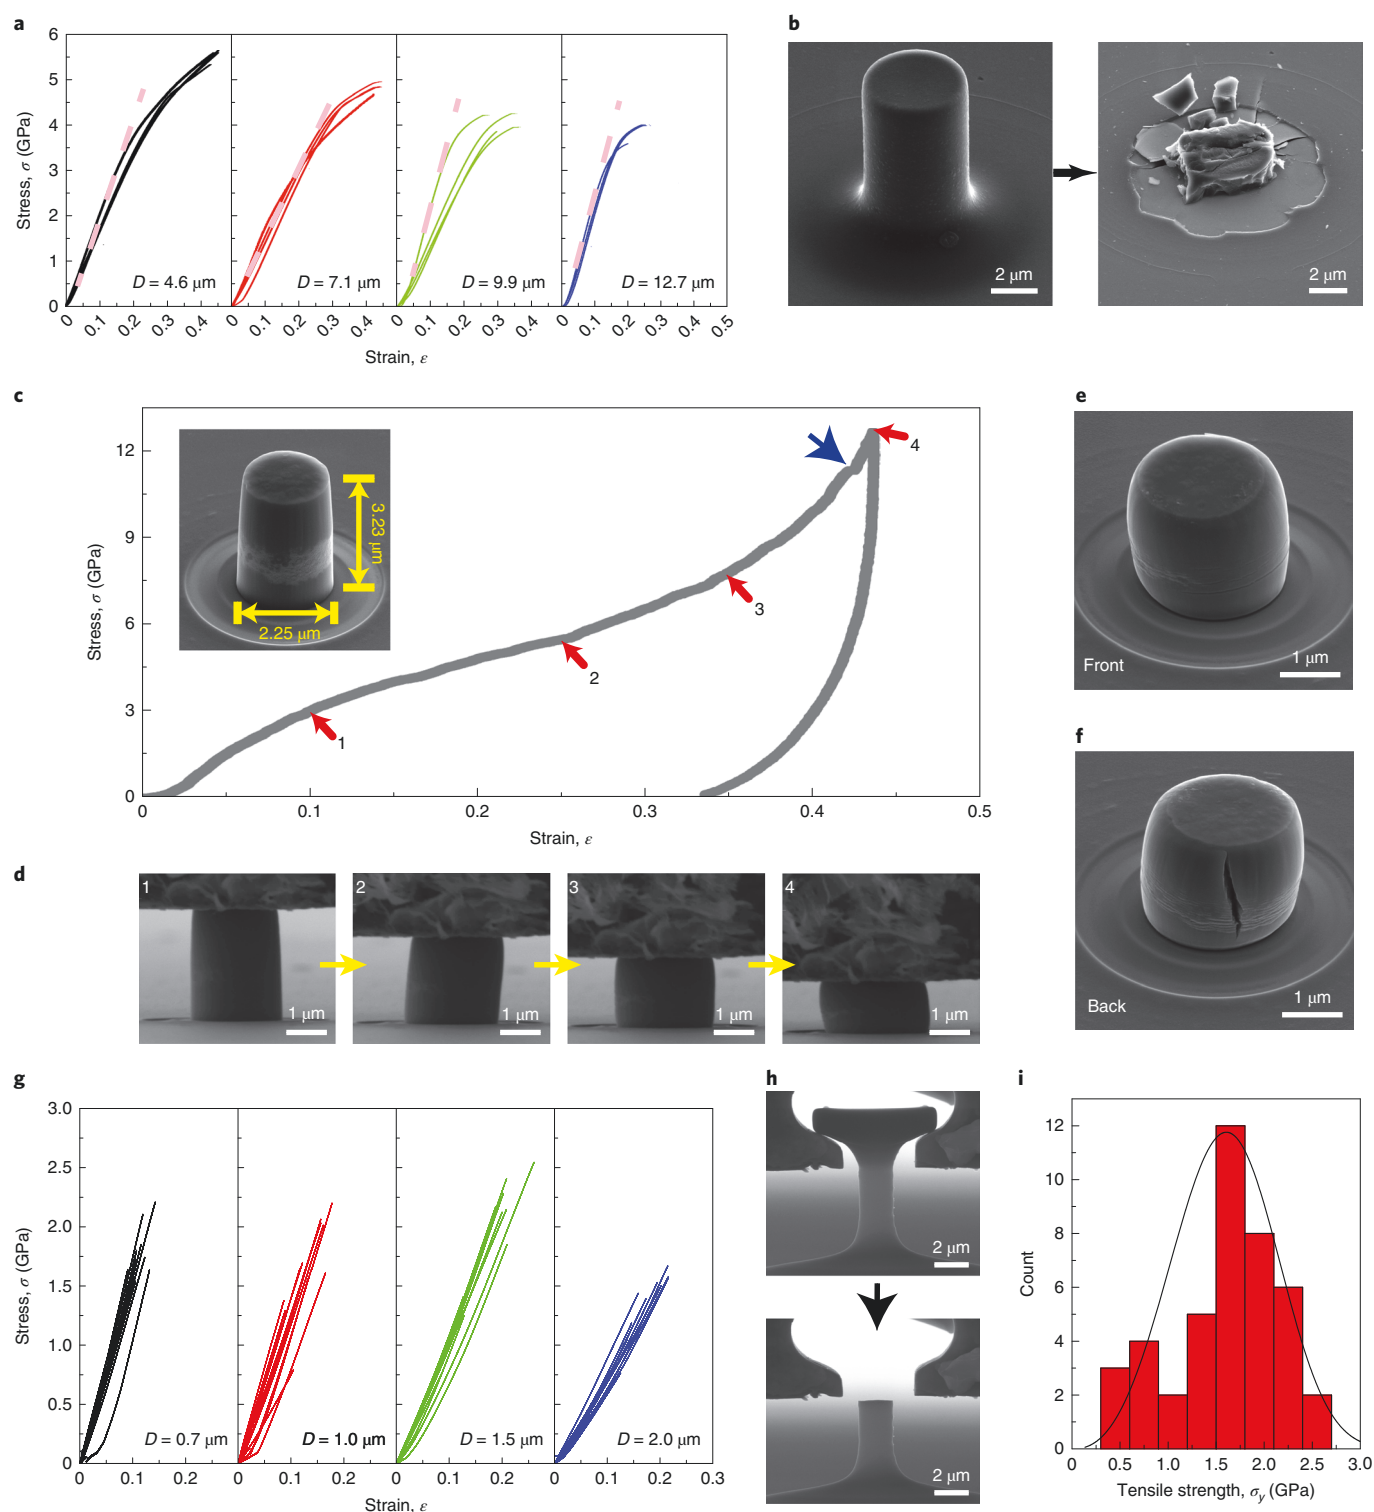 a
6
5
4
3
2
1
0
Stress, σ (GPa)
D = 4.6 μm
D = 7.1 μm
D = 9.9 μm
D = 12.7 μm
0 0.1 0.2 0.3 0.4 0 0.1 0.2 0.3 0.4 0 0.1 0.2 0.3 0.4 0 0.1 0.2 0.3 0.4 0.5
Strain, ε
b
2 μm
2 μm
c
12
9
6
3
0
Stress, σ (GPa)
3.23 μm
2.25 μm
1
2
3
4
0 0.1 0.2 0.3 0.4 0.5
Strain, ε
d
1
1 μm
2
1 μm
3
1 μm
4
1 μm
e
Front
1 μm
f
Back
1 μm
g
3.0
2.5
2.0
1.5
1.0
0.5
0
Stress, σ (GPa)
D = 0.7 μm
D = 1.0 μm
D = 1.5 μm
D = 2.0 μm
0 0.1 0.2 0 0.1 0.2 0 0.1 0.2 0 0.1 0.2 0.3
Strain, ε
h
2 μm
2 μm
i
12
10
8
6
4
2
0
Count
0 0.5 1.0 1.5 2.0 2.5 3.0
Tensile strength, σy (GPa)